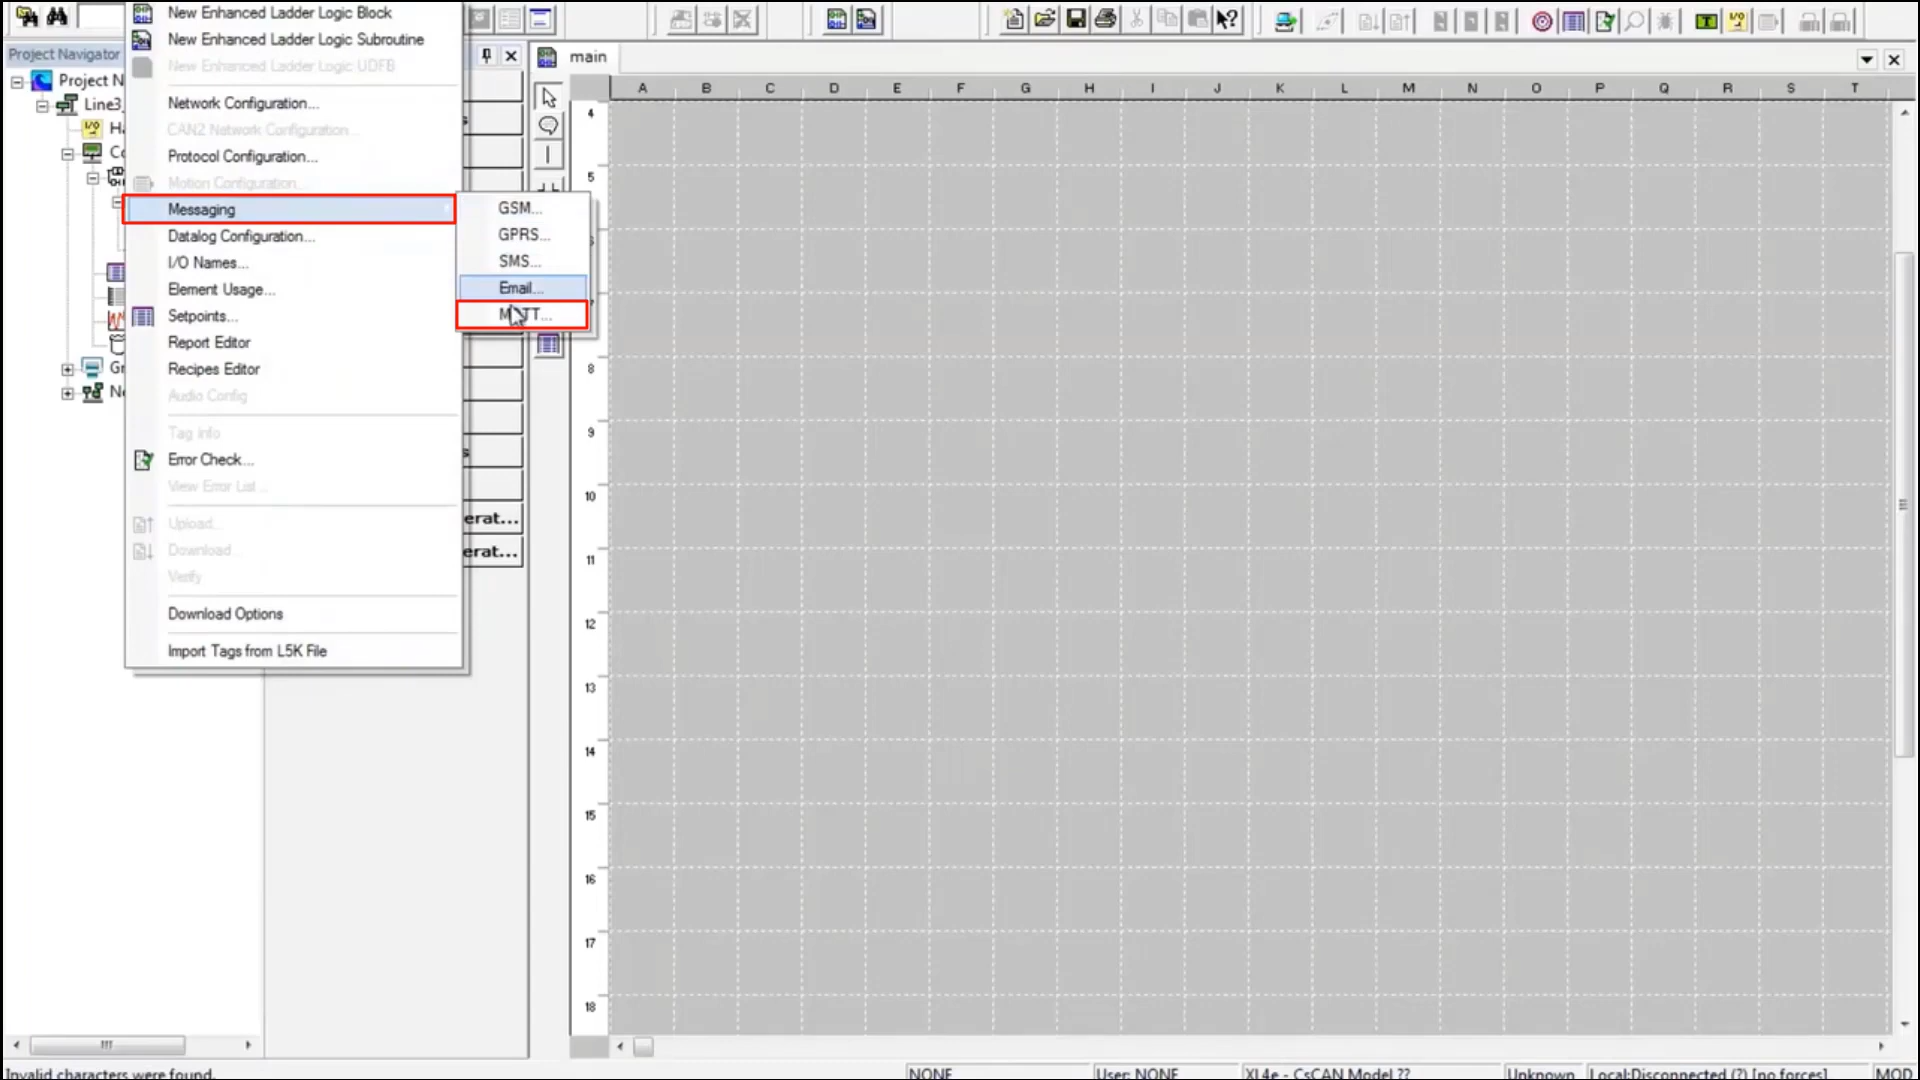 New Enhanced Ladder Logic Block
New Enhanced Ladder Logic Subroutine
New Enhanced Ladder Logic UDFB
Project Navigator
main
Project N
Line3_
Network Configuration...
CAN2 Network Configuration...
Protocol Configuration...
Motion Configuration...
Messaging
Datalog Configuration...
I/O Names...
Element Usage...
Setpoints...
Report Editor
Recipes Editor
Audio Config
Tag info
Error Check...
View Error List ...
Upload...
Download...
Verify
Download Options
Import Tags from L5K File
GSM...
GPRS...
SMS...
Email...
erat...
erat...
A B C D E F G H I J K L M N O P Q R S T
4
5
8
9
10
11
12
13
14
15
16
17
18
Invalid characters were found.
NONE
User: NONE
XL4e - CsCAN Model ??
Unknown
Local:Disconnected (?) [no forces]
MOD